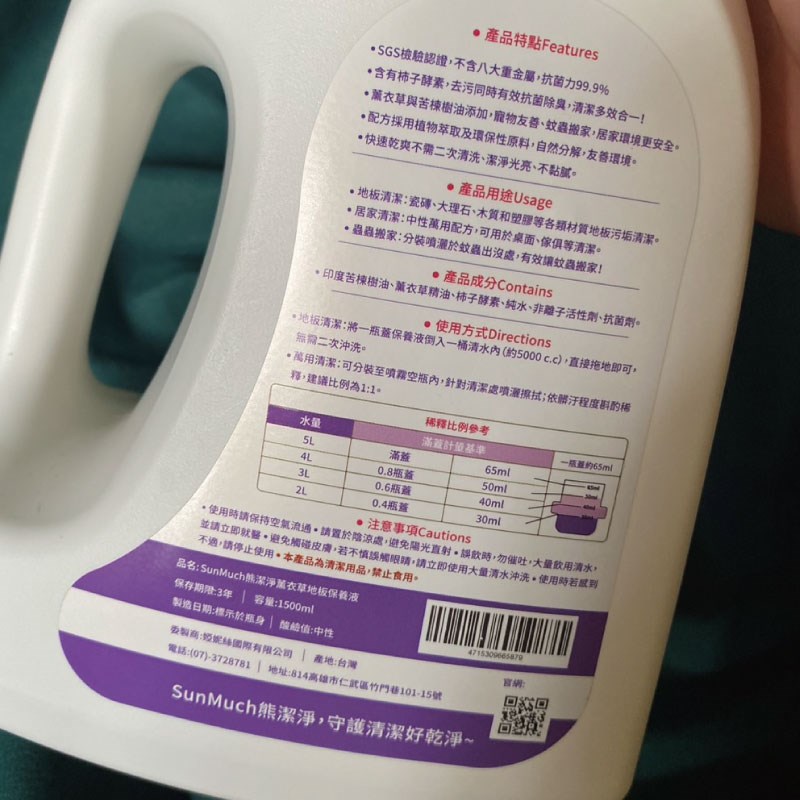 • 產品特點Features
• SGS檢驗認證，不含八大重金屬，抗菌力99.9%
• 含有柿子酵素，去污同時有效抗菌除臭，清潔多效合一！
• 薰衣草與苦楝樹油添加，寵物友善、蚊蟲搬家，居家環境更安全。
• 配方採用植物萃取及環保性原料，自然分解，友善環境。
• 快速乾爽不需二次清洗、潔淨光亮、不黏膩。
• 產品用途Usage
• 地板清潔：瓷磚、大理石、木質和塑膠等各類材質地板污垢清潔。
• 居家清潔：中性萬用配方，可用於桌面、傢俱等清潔。
• 蟲蟲搬家：分裝噴灑於蚊蟲出沒處，有效讓蚊蟲搬家！
• 產品成分Contains
• 印度苦楝樹油、薰衣草精油、柿子酵素、純水、非離子活性劑、抗菌劑。
• 使用方式Directions
• 地板清潔：將一瓶蓋保養液倒入一桶清水內（約5000 c.c），直接拖地即可，
無需二次沖洗。
• 萬用清潔：可分裝至噴霧空瓶內，針對清潔處噴灑擦拭；依髒汙程度斟酌稀
釋，建議比例為1:1。
稀釋比例參考
水量 滿蓋計量基準 一瓶蓋約65ml
5L 滿蓋 65ml
4L 0.8瓶蓋 50ml
3L 0.6瓶蓋 40ml
2L 0.4瓶蓋 30ml
65ml
50ml
40ml
30ml
• 注意事項Cautions
• 使用時請保持空氣流通 • 請置於陰涼處，避免陽光直射 • 誤飲時，勿催吐，大量飲用清水，
並請立即就醫 • 避免觸碰皮膚，若不慎誤觸眼睛，請立即使用大量清水沖洗 • 使用時若感到
不適，請停止使用 • 本產品為清潔用品，禁止食用。
品名：SunMuch熊潔淨薰衣草地板保養液
保存期限：3年 | 容量：1500ml
製造日期：標示於瓶身 | 酸鹼值：中性
委製商：婭妮絲國際有限公司 | 產地：台灣
電話：(07)-3728781 | 地址：814高雄市仁武區竹門巷101-15號
4715309665879
官網：
SunMuch熊潔淨，守護清潔好乾淨~